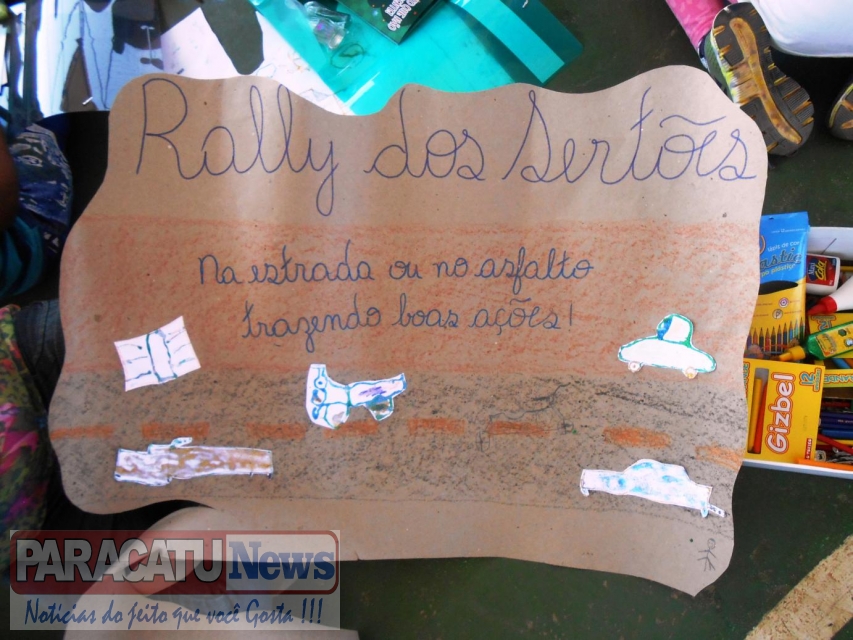 Rally dos Sertões
Na estrada ou no asfalto
trazendo boas ações!
Gizbel
12
PARACATU News
Notícias do jeito que você Gosta !!!